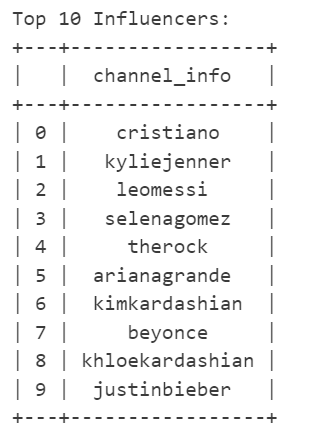 Top 10 Influencers:
+---+-----------------+
|   |  channel_info   |
+---+-----------------+
| 0 |    cristiano    |
| 1 |   kyliejenner   |
| 2 |    leomessi     |
| 3 |   selenagomez   |
| 4 |     therock     |
| 5 |  arianagrande   |
| 6 |  kimkardashian  |
| 7 |     beyonce     |
| 8 | khloekardashian |
| 9 |  justinbieber   |
+---+-----------------+